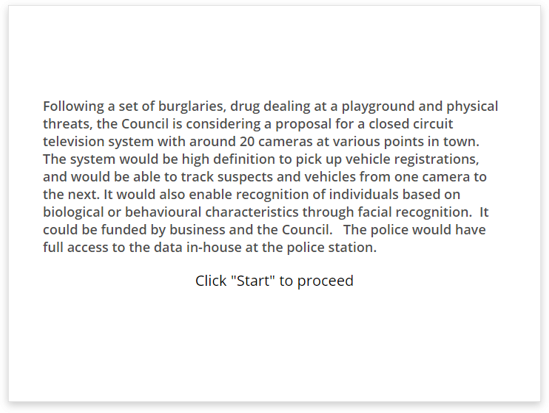 Following a set of burglaries, drug dealing at a playground and physical
threats, the Council is considering a proposal for a closed circuit
television system with around 20 cameras at various points in town.
The system would be high definition to pick up vehicle registrations,
and would be able to track suspects and vehicles from one camera to
the next. It would also enable recognition of individuals based on
biological or behavioural characteristics through facial recognition.  It
could be funded by business and the Council.   The police would have
full access to the data in-house at the police station.
Click "Start" to proceed